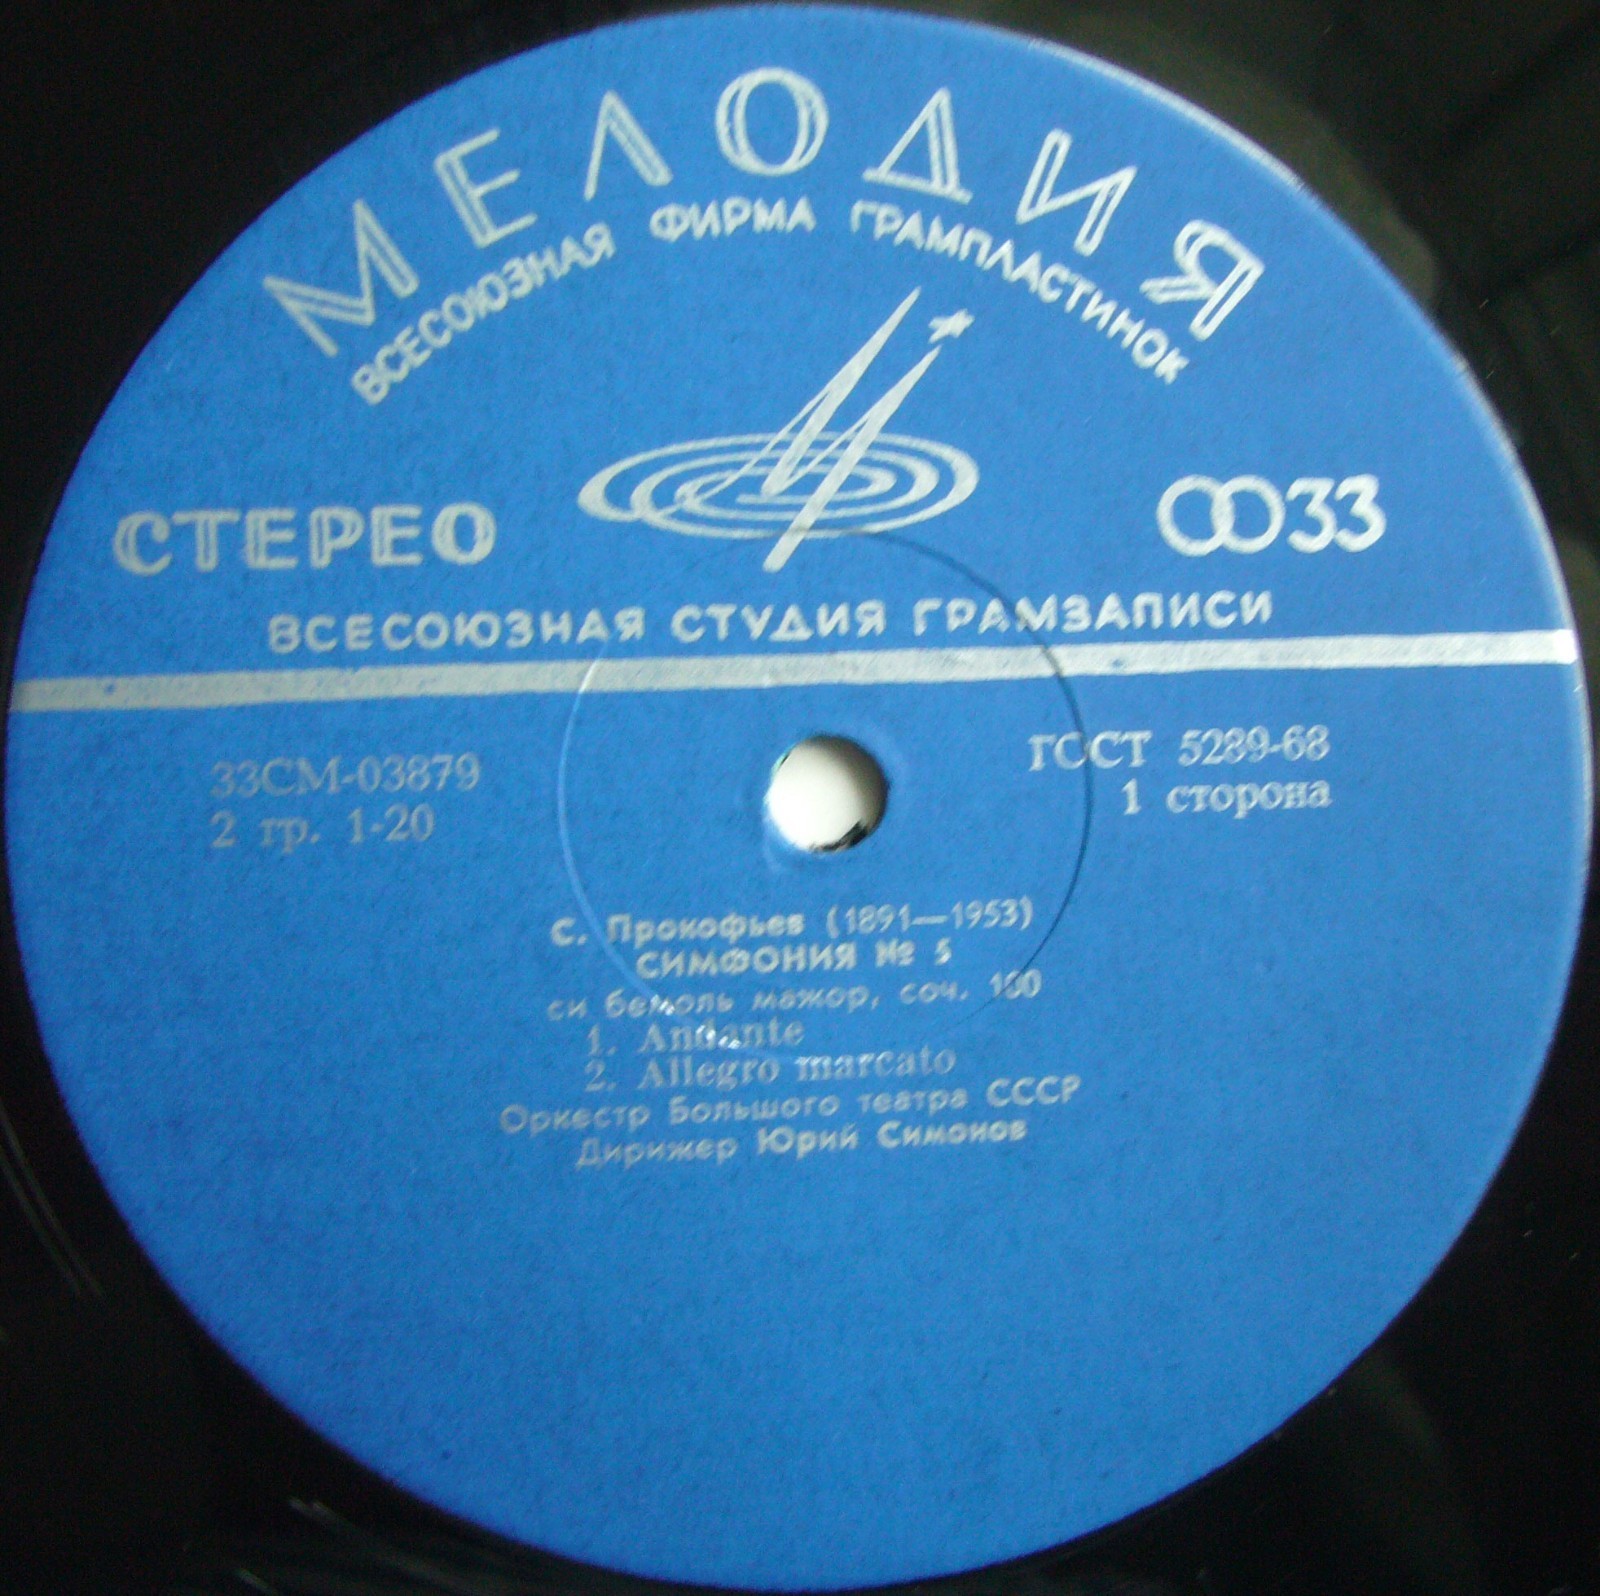 МЕЛОДИЯ
ВСЕСОЮЗНАЯ ФИРМА ГРАМПЛАСТИНОК
СТЕРЕО
33
ВСЕСОЮЗНАЯ СТУДИЯ ГРАМЗАПИСИ
33СМ-03879
2 гр. 1-20
ГОСТ 5289-68
1 сторона
С. Прокофьев (1891—1953)
СИМФОНИЯ № 5
си бемоль мажор, соч. 100
1. Andante
2. Allegro marcato
Оркестр Большого театра СССР
Дирижер Юрий Симонов